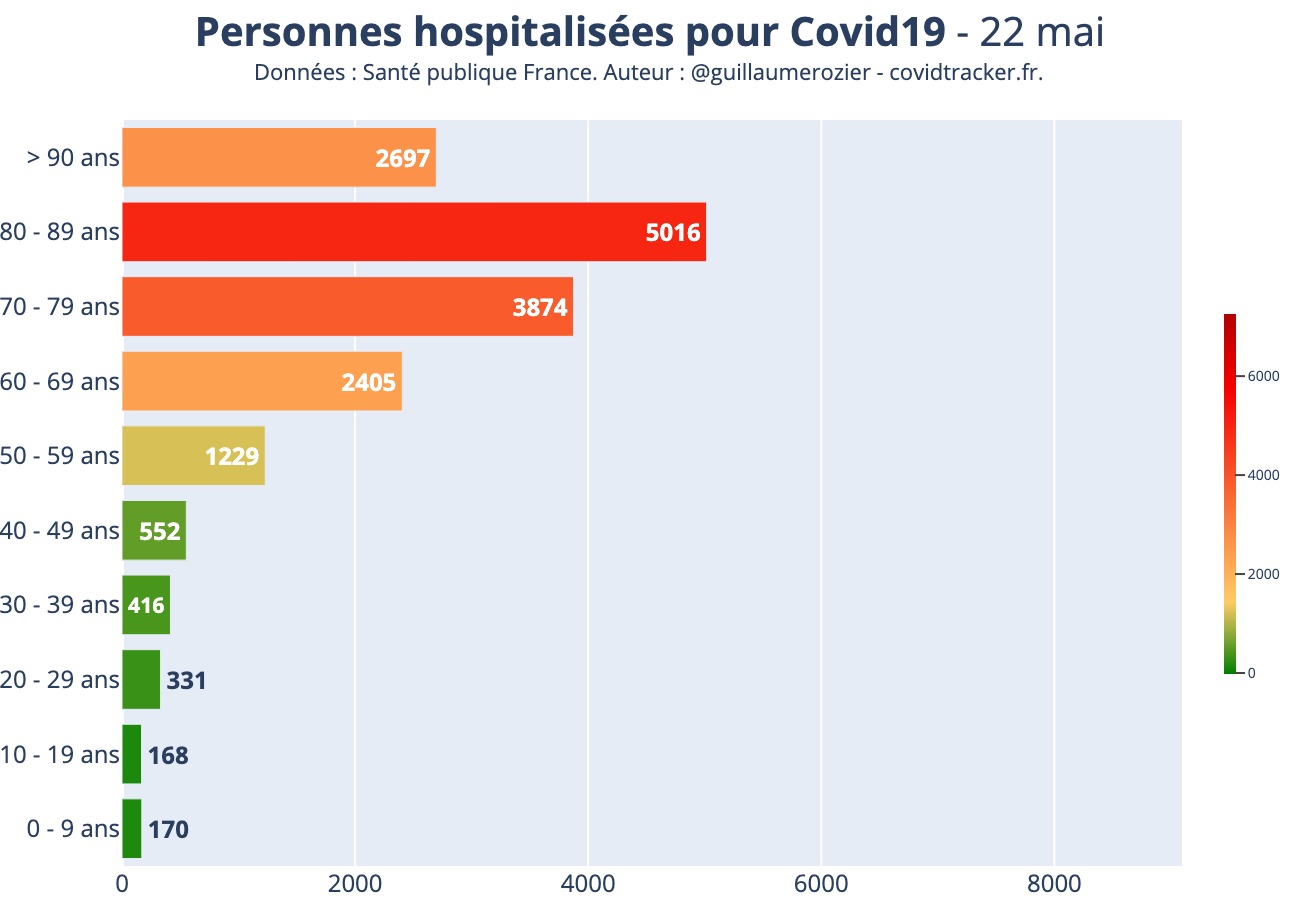 Personnes hospitalisées pour Covid19 - 22 mai
Données : Santé publique France. Auteur : @guillaumerozier - covidtracker.fr.
> 90 ans 2697
80 - 89 ans 5016
70 - 79 ans 3874
60 - 69 ans 2405
50 - 59 ans 1229
40 - 49 ans 552
30 - 39 ans 416
20 - 29 ans 331
10 - 19 ans 168
0 - 9 ans 170
0 2000 4000 6000 8000
6000
4000
2000
0